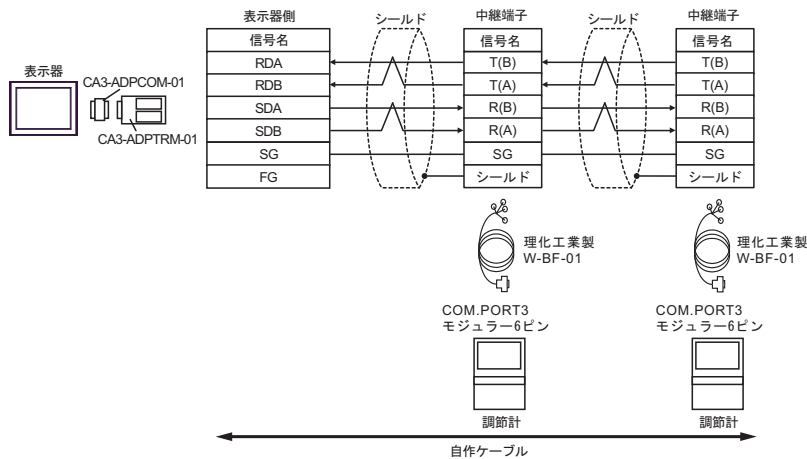 表示器
CA3-ADPCOM-01
CA3-ADPTRM-01
表示器側
信号名
RDA
RDB
SDA
SDB
SG
FG
シールド
中継端子
信号名
T(B)
T(A)
R(B)
R(A)
SG
シールド
シールド
中継端子
信号名
T(B)
T(A)
R(B)
R(A)
SG
シールド
理化工業製
W-BF-01
理化工業製
W-BF-01
COM.PORT3
モジュラー6ピン
COM.PORT3
モジュラー6ピン
調節計
調節計
自作ケーブル